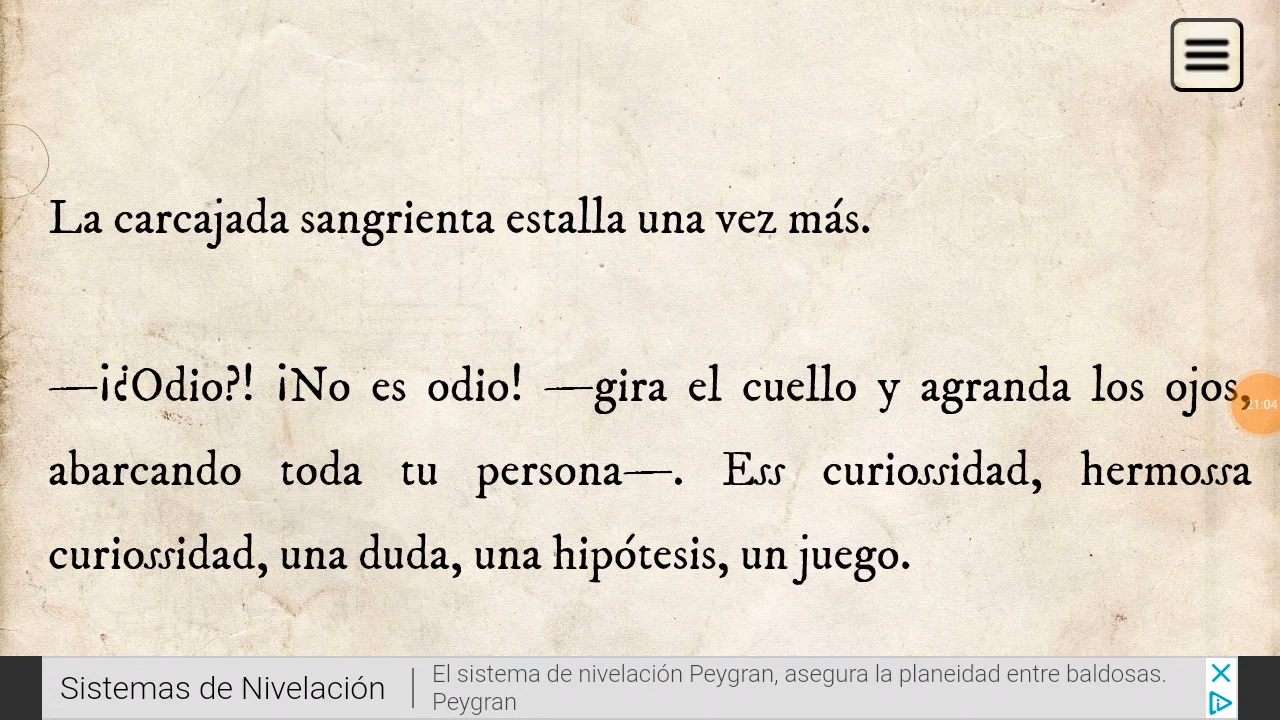 La carcajada sangrienta estalla una vez más.
—¡¿Odio?! ¡No es odio! —gira el cuello y agranda los ojos,
abarcando toda tu persona—. Ess curiossidad, hermossa
curiossidad, una duda, una hipótesis, un juego.
21:04
Sistemas de Nivelación
El sistema de nivelación Peygran, asegura la planeidad entre baldosas.
Peygran